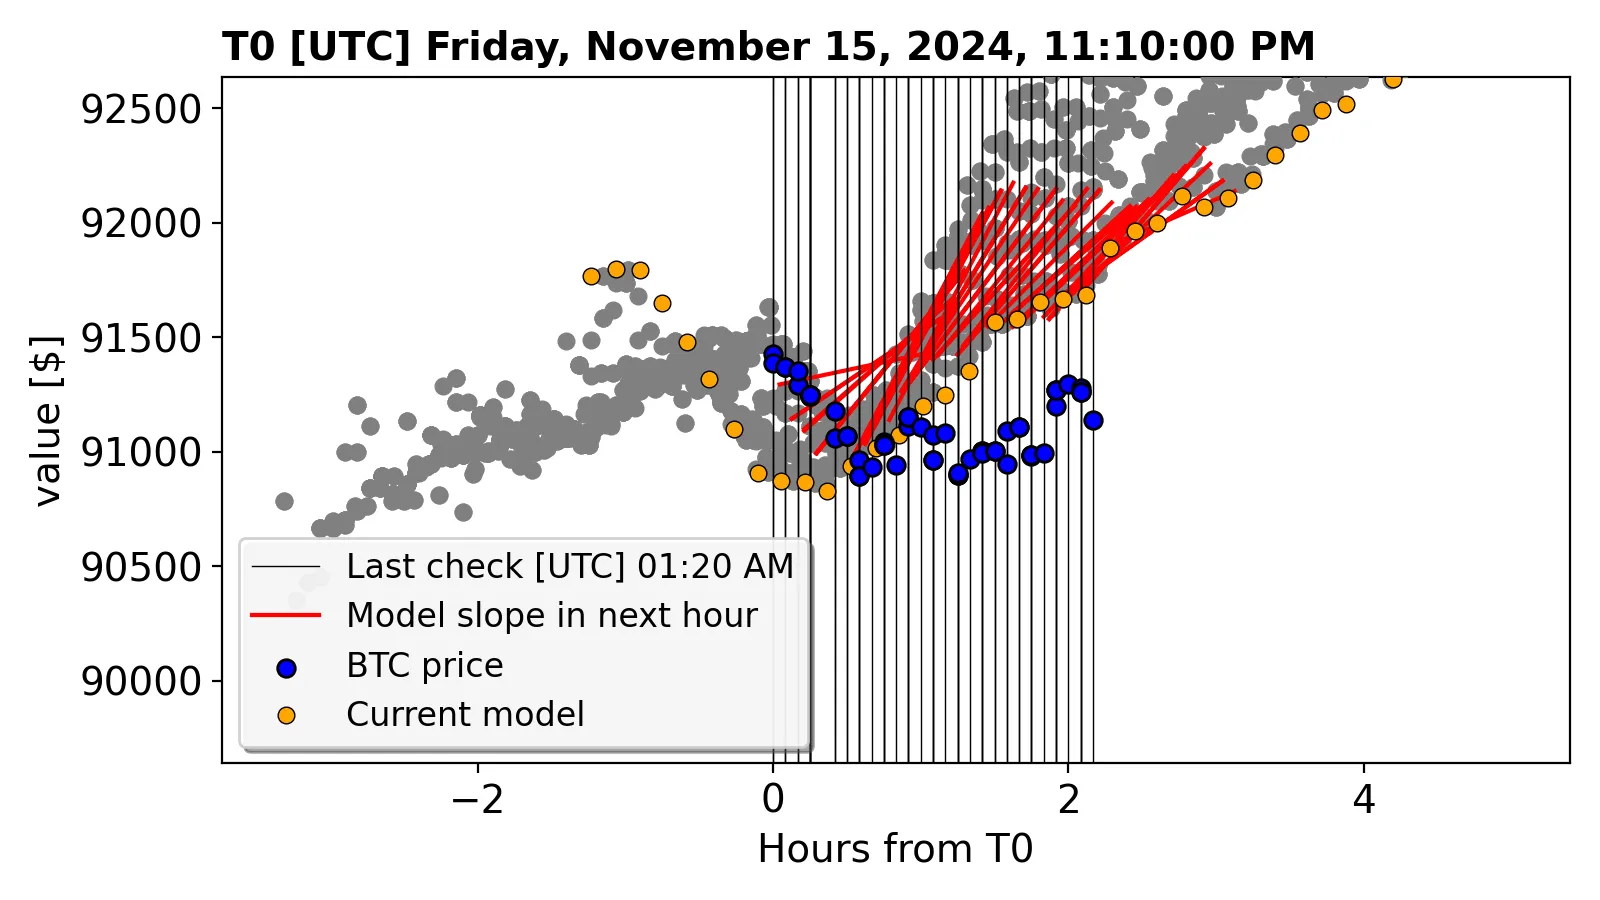 T0 [UTC] Friday, November 15, 2024, 11:10:00 PM
92500
92000
91500
91000
90500
90000
value [$]
Last check [UTC] 01:20 AM
Model slope in next hour
BTC price
Current model
−2 0 2 4
Hours from T0